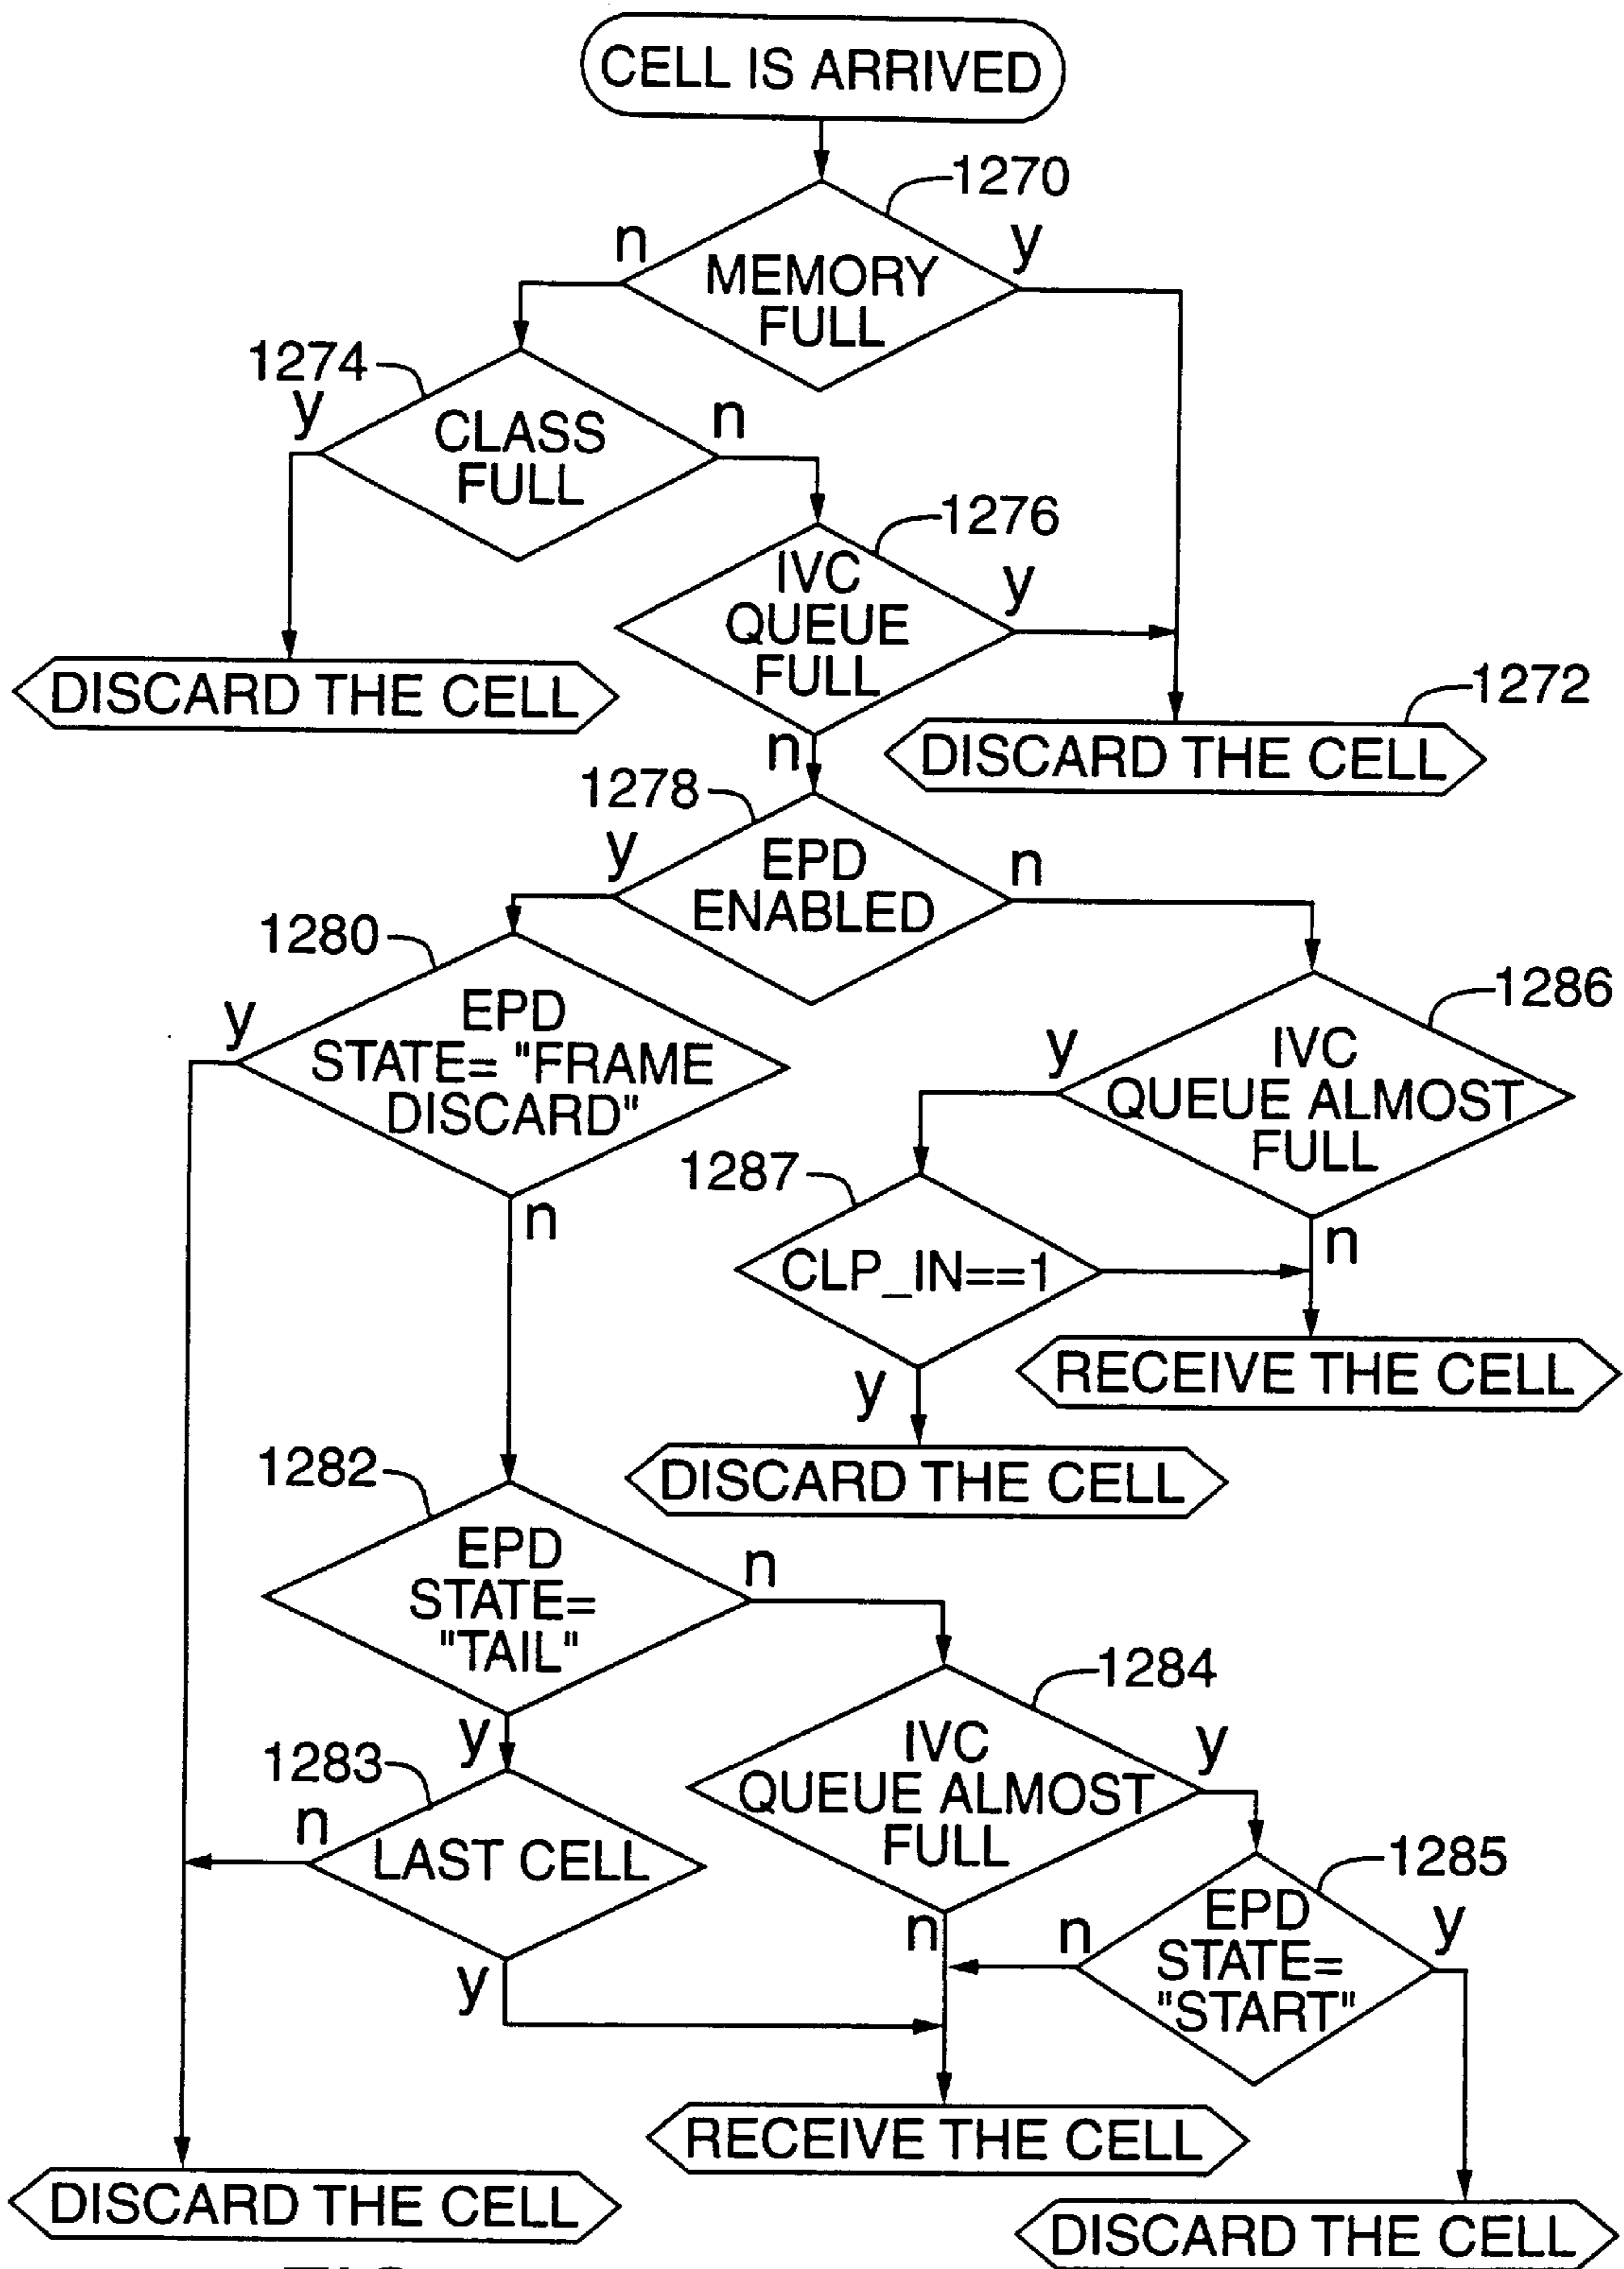 CELL IS ARRIVED
1270
n
y
MEMORY
FULL
1274
y
n
CLASS
FULL
1276
IVC
QUEUE
FULL
y
DISCARD THE CELL
1272
n
DISCARD THE CELL
1278
y
EPD
ENABLED
n
1280
y
EPD
STATE= "FRAME
DISCARD"
1286
y
IVC
QUEUE ALMOST
FULL
1287
n
n
CLP_IN==1
RECEIVE THE CELL
y
DISCARD THE CELL
1282
EPD
STATE=
"TAIL"
n
1284
y
IVC
QUEUE ALMOST
FULL
y
1283
n
LAST CELL
1285
n
n
EPD
STATE=
"START"
y
y
RECEIVE THE CELL
DISCARD THE CELL
DISCARD THE CELL